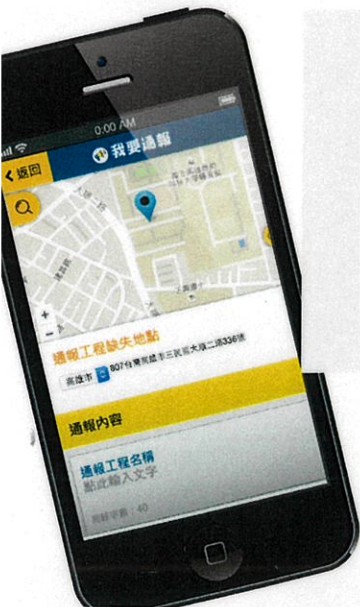 0:00 AM
返回
我要通報
+
-
通報工程缺失地點
高雄市
807台灣高雄市三民區大順二路336號
通報內容
通報工程名稱
點此輸入文字
: 40